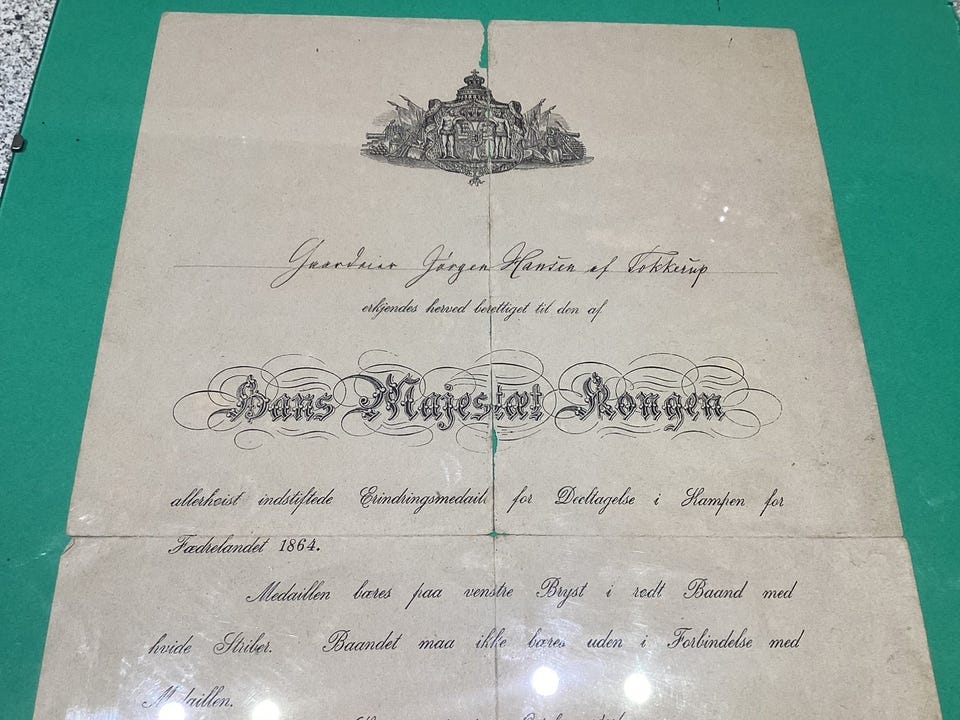 Gaardeier Jörgen Hansen af Tokkerup
erkjendes herved berettiget til den af
Hans Majestæt Kongen
allerhøist indstiftede Erindringsmedaile for Deeltagelse i Kampen for
Fædrelandet 1864.
Medaillen bæres paa venstre Bryst i rødt Baand med
hvide Striber. Baandet maa ikke bæres uden i Forbindelse med
Medaillen.